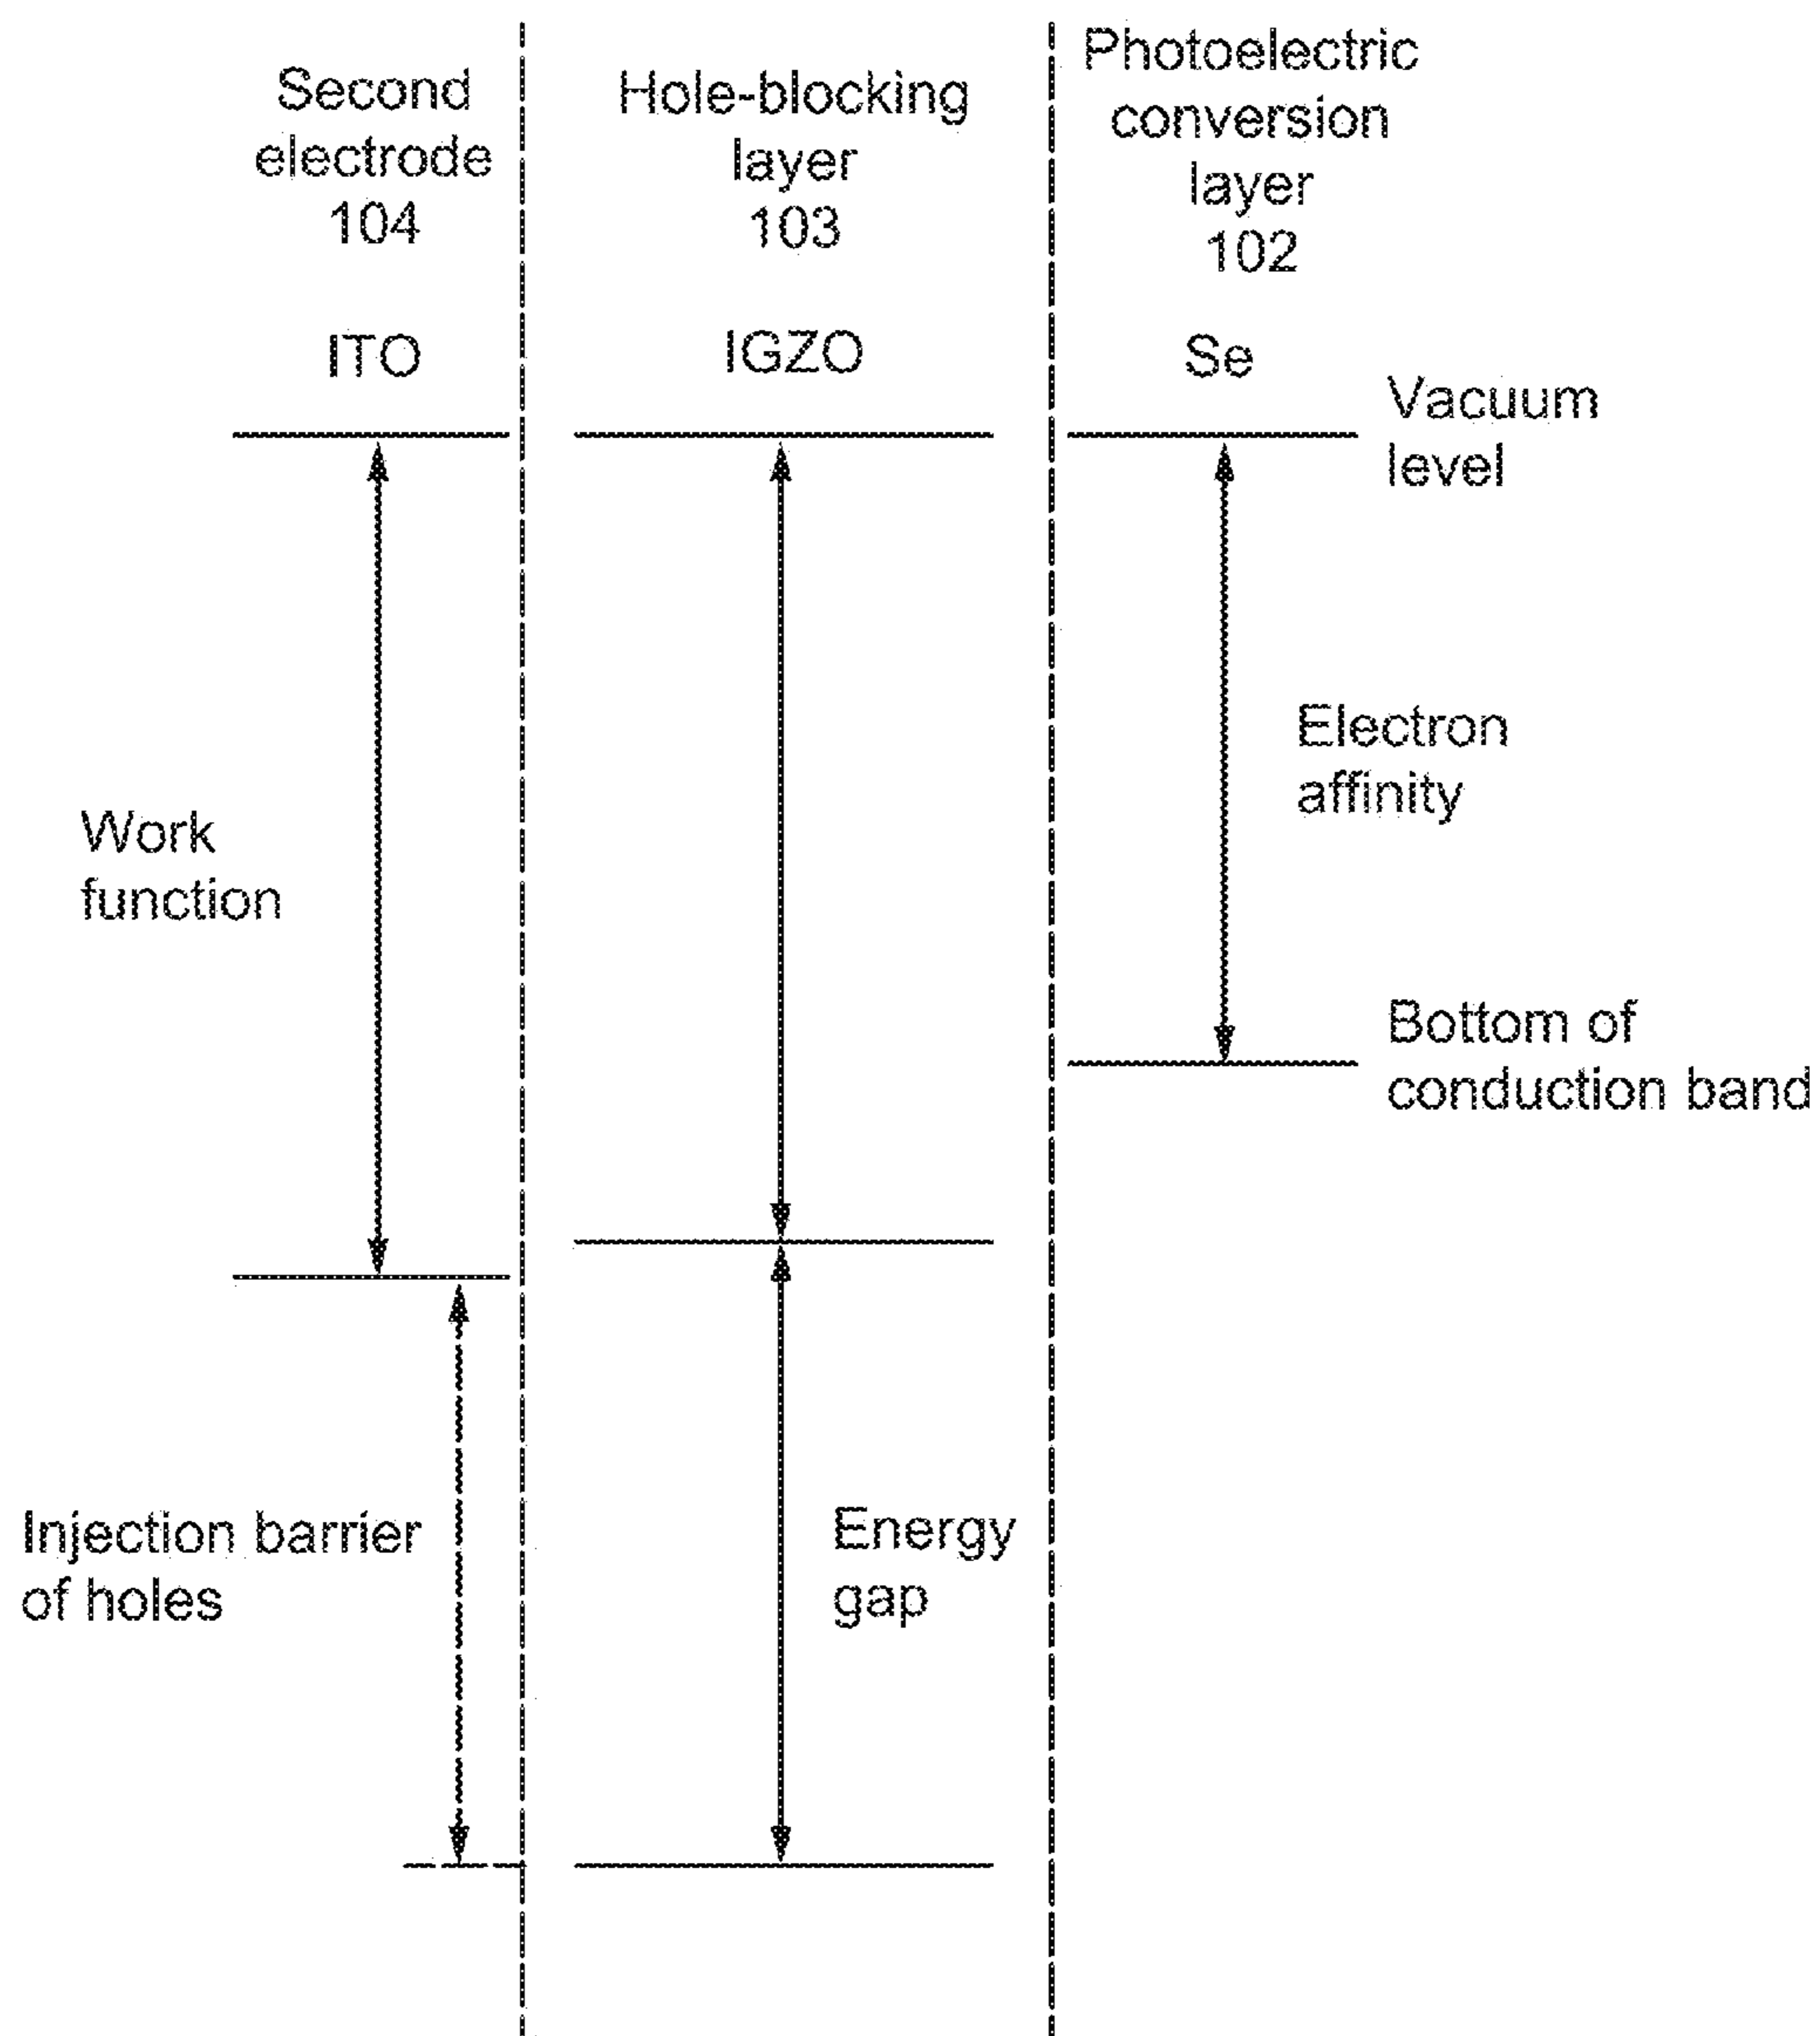 Second
electrode
104
ITO
Hole-blocking
layer
103
IGZO
Photoelectric
conversion
layer
102
Se
Vacuum
level
Work
function
Electron
affinity
Bottom of
conduction band
Injection barrier
of holes
Energy
gap